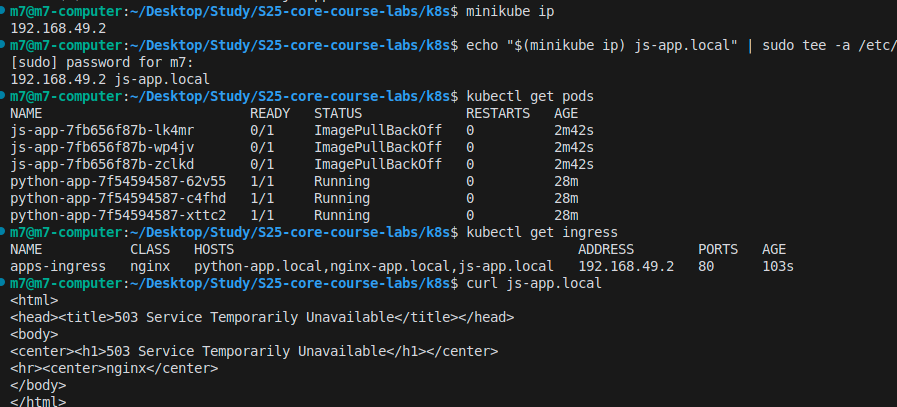 m7@m7-computer:~/Desktop/Study/S25-core-course-labs/k8s$ minikube ip
192.168.49.2
m7@m7-computer:~/Desktop/Study/S25-core-course-labs/k8s$ echo "$(minikube ip) js-app.local" | sudo tee -a /etc/
[sudo] password for m7:
192.168.49.2 js-app.local
m7@m7-computer:~/Desktop/Study/S25-core-course-labs/k8s$ kubectl get pods
NAME READY STATUS RESTARTS AGE
js-app-7fb656f87b-lk4mr 0/1 ImagePullBackOff 0 2m42s
js-app-7fb656f87b-wp4jv 0/1 ImagePullBackOff 0 2m42s
js-app-7fb656f87b-zclkd 0/1 ImagePullBackOff 0 2m42s
python-app-7f54594587-62v55 1/1 Running 0 28m
python-app-7f54594587-c4fhd 1/1 Running 0 28m
python-app-7f54594587-xttc2 1/1 Running 0 28m
m7@m7-computer:~/Desktop/Study/S25-core-course-labs/k8s$ kubectl get ingress
NAME CLASS HOSTS ADDRESS PORTS AGE
apps-ingress nginx python-app.local,nginx-app.local,js-app.local 192.168.49.2 80 103s
m7@m7-computer:~/Desktop/Study/S25-core-course-labs/k8s$ curl js-app.local
<html>
<head><title>503 Service Temporarily Unavailable</title></head>
<body>
<center><h1>503 Service Temporarily Unavailable</h1></center>
<hr><center>nginx</center>
</body>
</html>